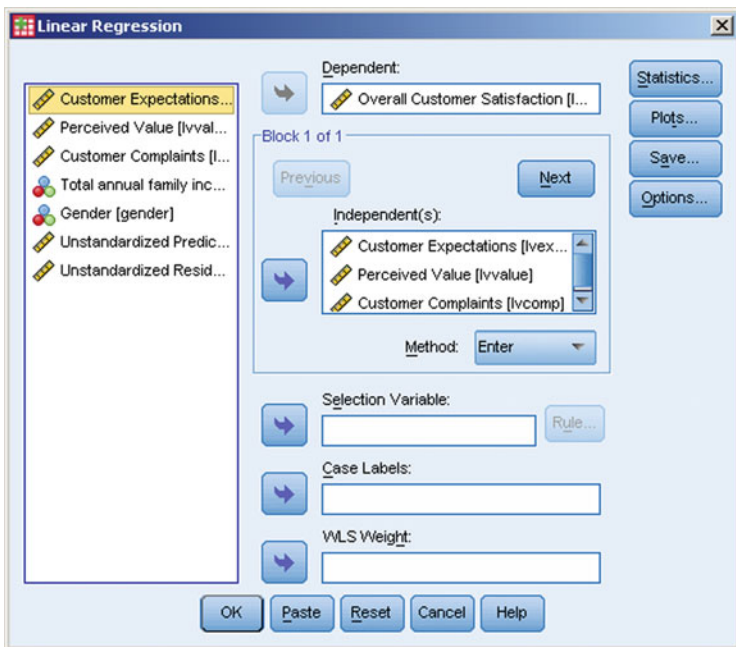 Linear Regression
Customer Expectations...
Perceived Value [lvval...
Customer Complaints [l...
Total annual family inc...
Gender [gender]
Unstandardized Predic...
Unstandardized Resid...
Dependent:
Overall Customer Satisfaction [l...
Block 1 of 1
Previous
Next
Independent(s):
Customer Expectations [lvex...
Perceived Value [lvvalue]
Customer Complaints [lvcomp]
Method:
Enter
Selection Variable:
Rule...
Case Labels:
WLS Weight:
Statistics...
Plots...
Save...
Options...
OK
Paste
Reset
Cancel
Help